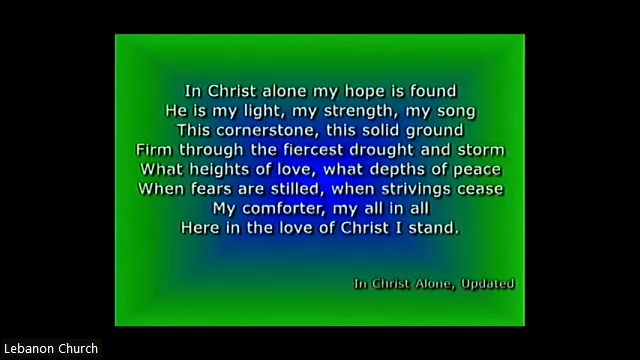 In Christ alone my hope is found
He is my light, my strength, my song
This cornerstone, this solid ground
Firm through the fiercest drought and storm
What heights of love, what depths of peace
When fears are stilled, when strivings cease
My comforter, my all in all
Here in the love of Christ I stand.
In Christ Alone, Updated
Lebanon Church